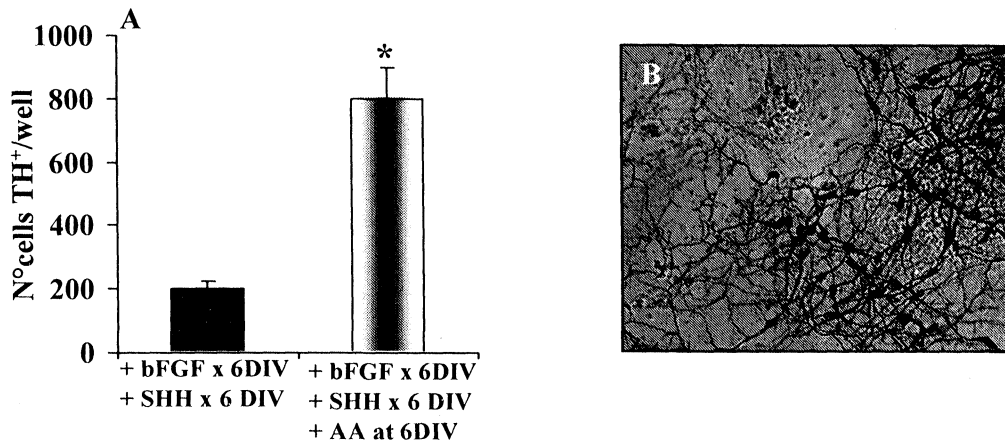 A
1000
800
600
400
200
0
N°cells TH⁺/well
*
+ bFGF x 6DIV
+ SHH x 6 DIV
+ bFGF x 6DIV
+ SHH x 6 DIV
+ AA at 6DIV
B